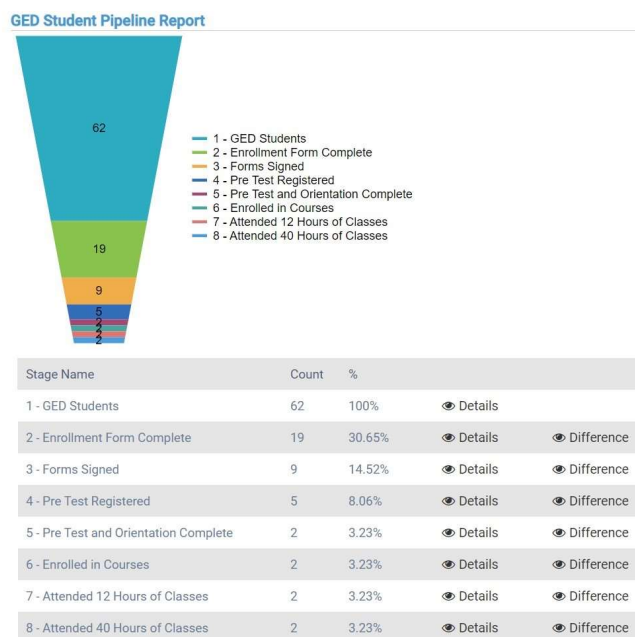 GED Student Pipeline Report
62
19
9
5
2
2
2
2
1 - GED Students
2 - Enrollment Form Complete
3 - Forms Signed
4 - Pre Test Registered
5 - Pre Test and Orientation Complete
6 - Enrolled in Courses
7 - Attended 12 Hours of Classes
8 - Attended 40 Hours of Classes
Stage Name Count %
1 - GED Students 62 100% Details
2 - Enrollment Form Complete 19 30.65% Details Difference
3 - Forms Signed 9 14.52% Details Difference
4 - Pre Test Registered 5 8.06% Details Difference
5 - Pre Test and Orientation Complete 2 3.23% Details Difference
6 - Enrolled in Courses 2 3.23% Details Difference
7 - Attended 12 Hours of Classes 2 3.23% Details Difference
8 - Attended 40 Hours of Classes 2 3.23% Details Difference